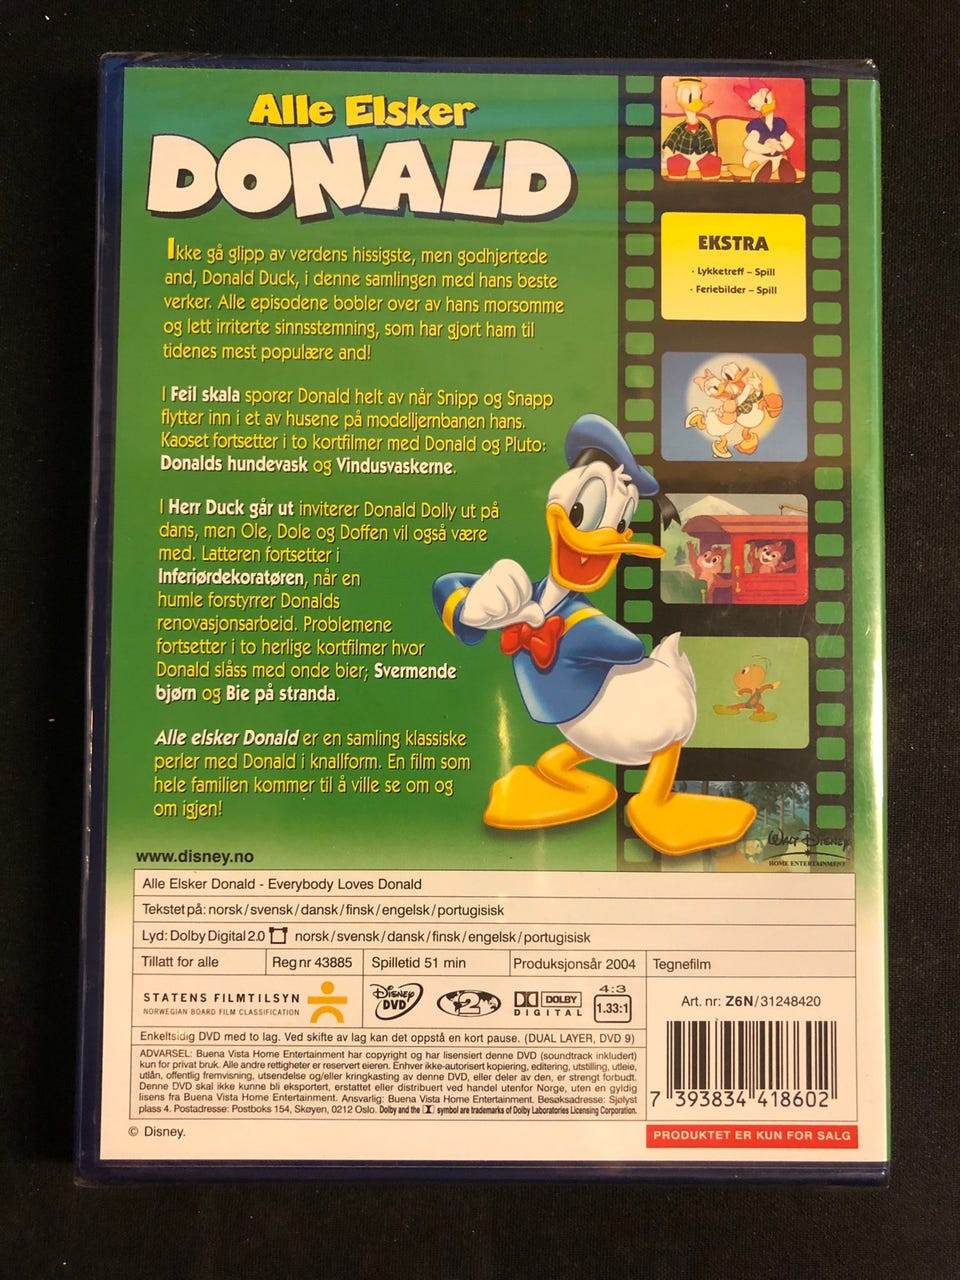 Alle Elsker
DONALD
Ikke gå glipp av verdens hissigste, men godhjertede
and, Donald Duck, i denne samlingen med hans beste
verker. Alle episodene bobler over av hans morsomme
og lett irriterte sinnsstemning, som har gjort ham til
tidenes mest populære and!
I Feil skala sporer Donald helt av når Snipp og Snapp
flytter inn i et av husene på modelljernbanen hans.
Kaoset fortsetter i to kortfilmer med Donald og Pluto:
Donalds hundevask og Vindusvaskerne.
I Herr Duck går ut inviterer Donald Dolly ut på
dans, men Ole, Dole og Doffen vil også være
med. Latteren fortsetter i
Inferiørdekoratøren, når en
humle forstyrrer Donalds
renovasjonsarbeid. Problemene
fortsetter i to herlige kortfilmer hvor
Donald slåss med onde bier; Svermende
bjørn og Bie på stranda.
Alle elsker Donald er en samling klassiske
perler med Donald i knallform. En film som
hele familien kommer til å ville se om og
om igjen!
EKSTRA
· Lykketreff – Spill
· Feriebilder – Spill
WALT DISNEY
HOME ENTERTAINMENT
www.disney.no
Alle Elsker Donald - Everybody Loves Donald
Tekstet på: norsk/svensk/dansk/finsk/engelsk/portugisisk
Lyd: Dolby Digital 2.0 norsk/svensk/dansk/finsk/engelsk/portugisisk
Tillatt for alle Reg nr 43885 Spilletid 51 min Produksjonsår 2004 Tegnefilm
STATENS FILMTILSYN
NORWEGIAN BOARD FILM CLASSIFICATION
Disney DVD
2
DOLBY DIGITAL
4:3
1.33:1
Art. nr: Z6N/31248420
Enkeltsidig DVD med to lag. Ved skifte av lag kan det oppstå en kort pause. (DUAL LAYER, DVD 9)
ADVARSEL: Buena Vista Home Entertainment har copyright og har lisensiert denne DVD (soundtrack inkludert)
kun for privat bruk. Alle andre rettigheter er reservert eieren. Enhver ikke-autorisert kopiering, editering, utstilling, utleie,
utlån, offentlig fremvisning, utsendelse og/eller kringkasting av denne DVD, eller deler av den, er strengt forbudt.
Denne DVD skal ikke kunne bli eksportert, erstattet eller distribuert ved handel utenfor Norge, uten en gyldig
lisens fra Buena Vista Home Entertainment. Ansvarlig: Buena Vista Home Entertainment. Besøksadresse: Sjølyst
plass 4. Postadresse: Postboks 154, Skøyen, 0212 Oslo. Dolby and the symbol are trademarks of Dolby Laboratories Licensing Corporation.
7 393834 418602
© Disney.
PRODUKTET ER KUN FOR SALG